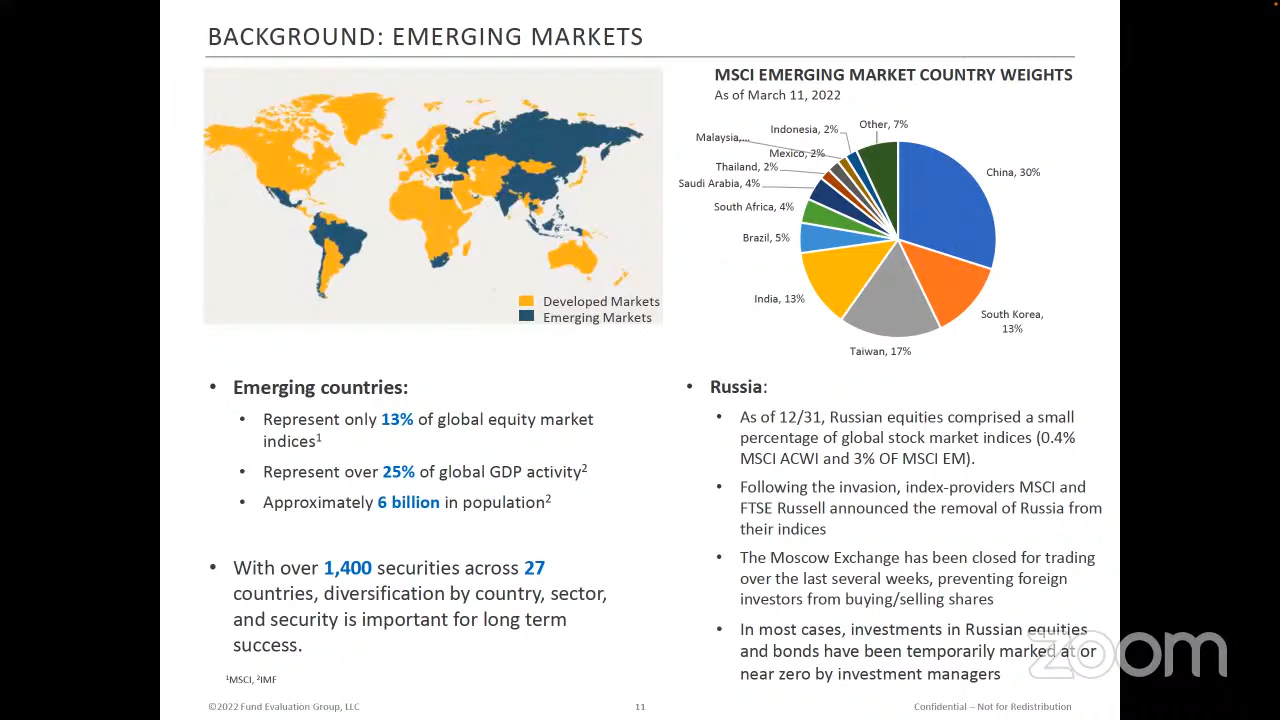 BACKGROUND: EMERGING MARKETS
Developed Markets
Emerging Markets
MSCI EMERGING MARKET COUNTRY WEIGHTS
As of March 11, 2022
Other, 7%
Indonesia, 2%
Malaysia,...
Mexico, 2%
Thailand, 2%
Saudi Arabia, 4%
South Africa, 4%
Brazil, 5%
India, 13%
Taiwan, 17%
South Korea,
13%
China, 30%
• Emerging countries:
• Represent only 13% of global equity market
indices¹
• Represent over 25% of global GDP activity²
• Approximately 6 billion in population²
• With over 1,400 securities across 27
countries, diversification by country, sector,
and security is important for long term
success.
¹MSCI, ²IMF
• Russia:
• As of 12/31, Russian equities comprised a small
percentage of global stock market indices (0.4%
MSCI ACWI and 3% OF MSCI EM).
• Following the invasion, index-providers MSCI and
FTSE Russell announced the removal of Russia from
their indices
• The Moscow Exchange has been closed for trading
over the last several weeks, preventing foreign
investors from buying/selling shares
• In most cases, investments in Russian equities
and bonds have been temporarily marked at or
near zero by investment managers
zoom
©2022 Fund Evaluation Group, LLC
11
Confidential – Not for Redistribution